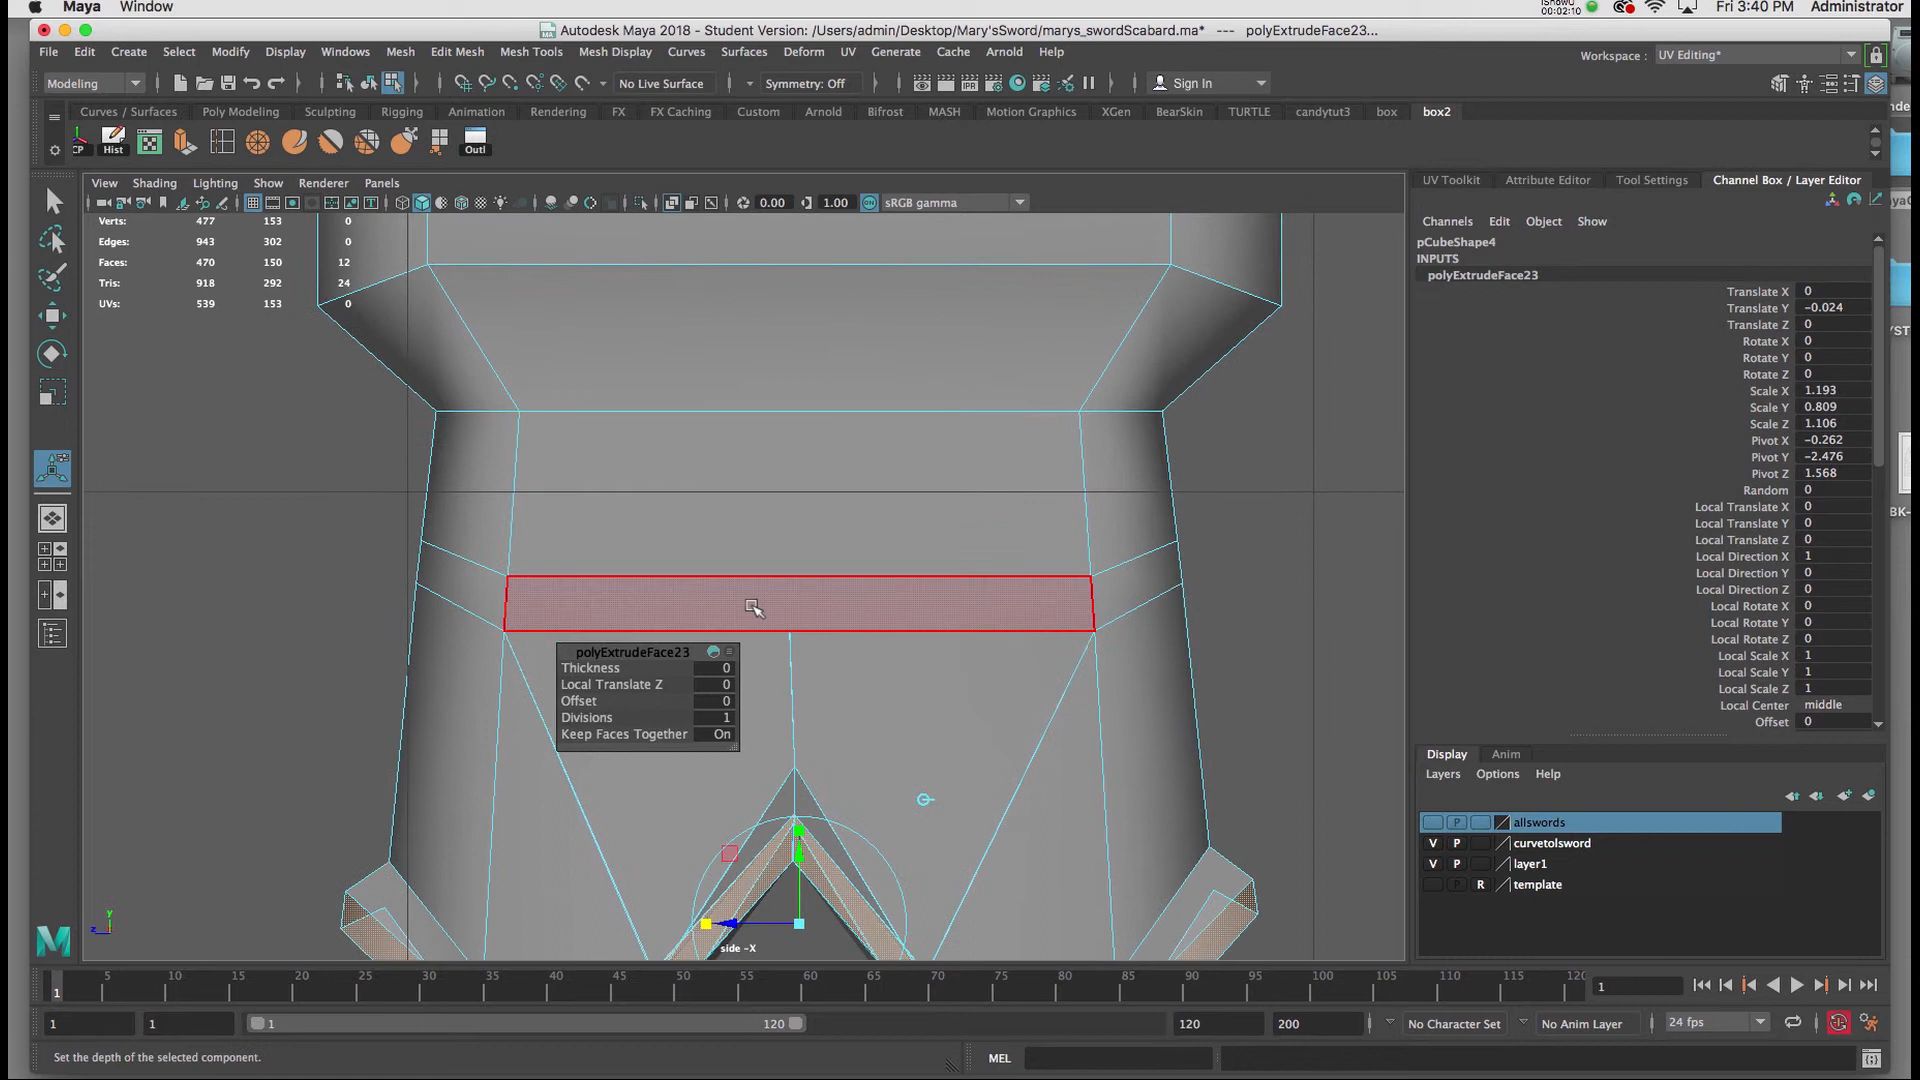 Maya Window 00:02:10 Fri 3:40 PM Administrator
Autodesk Maya 2018 - Student Version: /Users/admin/Desktop/Mary'sSword/marys_swordScabard.ma* --- polyExtrudeFace23...
File Edit Create Select Modify Display Windows Mesh Edit Mesh Mesh Tools Mesh Display Curves Surfaces Deform UV Generate Cache Arnold Help
Workspace : UV Editing*
Modeling No Live Surface Symmetry: Off Sign In
Curves / Surfaces Poly Modeling Sculpting Rigging Animation Rendering FX FX Caching Custom Arnold Bifrost MASH Motion Graphics XGen BearSkin TURTLE candytut3 box box2
CP Hist Outl
View Shading Lighting Show Renderer Panels
0.00 1.00 ON sRGB gamma
Verts: 477 153 0
Edges: 943 302 0
Faces: 470 150 12
Tris: 918 292 24
UVs: 539 153 0
polyExtrudeFace23
Thickness 0
Local Translate Z 0
Offset 0
Divisions 1
Keep Faces Together On
side -X
y
z
UV Toolkit Attribute Editor Tool Settings Channel Box / Layer Editor
Channels Edit Object Show
pCubeShape4
INPUTS
polyExtrudeFace23
Translate X 0
Translate Y -0.024
Translate Z 0
Rotate X 0
Rotate Y 0
Rotate Z 0
Scale X 1.193
Scale Y 0.809
Scale Z 1.106
Pivot X -0.262
Pivot Y -2.476
Pivot Z 1.568
Random 0
Local Translate X 0
Local Translate Y 0
Local Translate Z 0
Local Direction X 1
Local Direction Y 0
Local Direction Z 0
Local Rotate X 0
Local Rotate Y 0
Local Rotate Z 0
Local Scale X 1
Local Scale Y 1
Local Scale Z 1
Local Center middle
Offset 0
Display Anim
Layers Options Help
P allswords
V P curvetolsword
V P layer1
P R template
1 5 10 15 20 25 30 35 40 45 50 55 60 65 70 75 80 85 90 95 100 105 110 115 120 1
1 1 1 120 120 200 No Character Set No Anim Layer 24 fps
Set the depth of the selected component. MEL